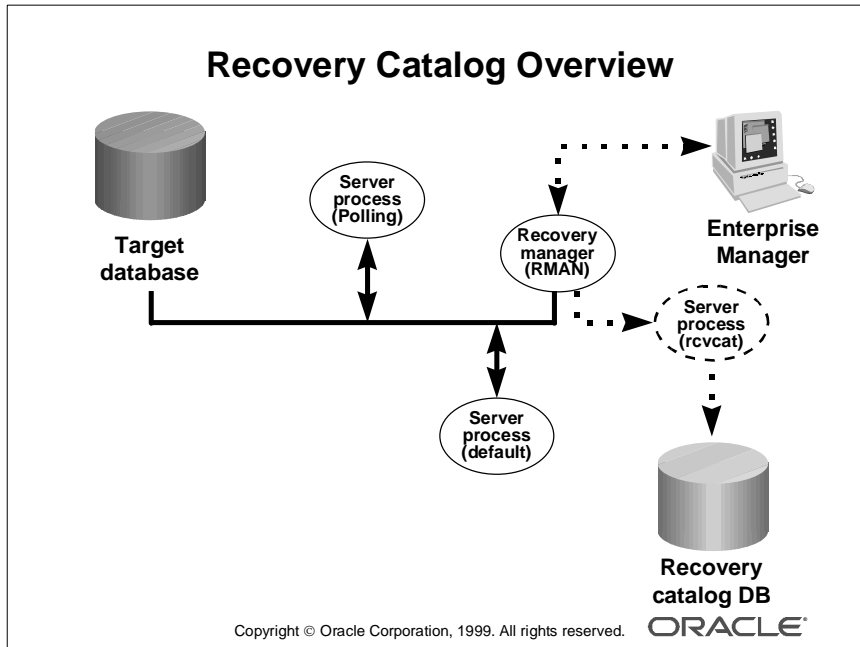 Recovery Catalog Overview
Target
database
Server
process
(Polling)
Recovery
manager
(RMAN)
Enterprise
Manager
Server
process
(rcvcat)
Server
process
(default)
Recovery
catalog DB
Copyright © Oracle Corporation, 1999. All rights reserved.
ORACLE®